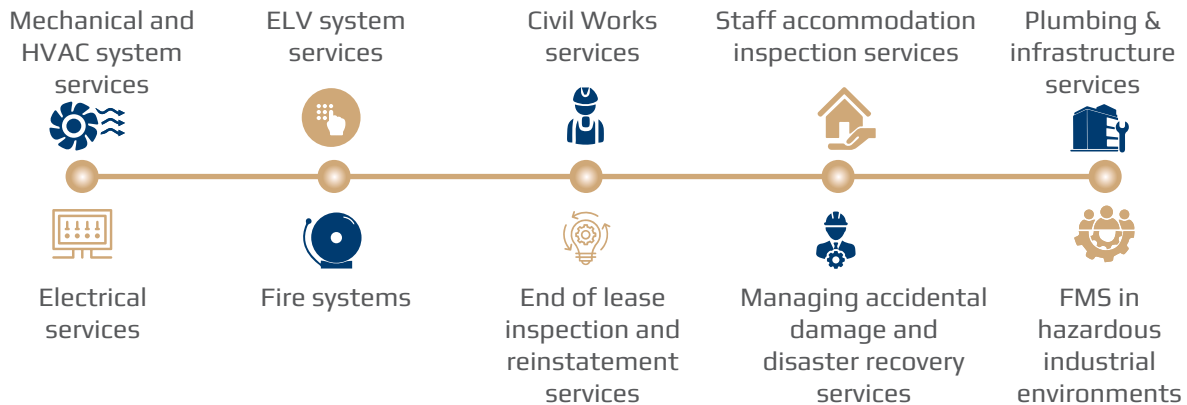 Mechanical and
HVAC system
services
ELV system
services
Civil Works
services
Staff accommodation
inspection services
Plumbing &
infrastructure
services
Electrical
services
Fire systems
End of lease
inspection and
reinstatement
services
Managing accidental
damage and
disaster recovery
services
FMS in
hazardous
industrial
environments